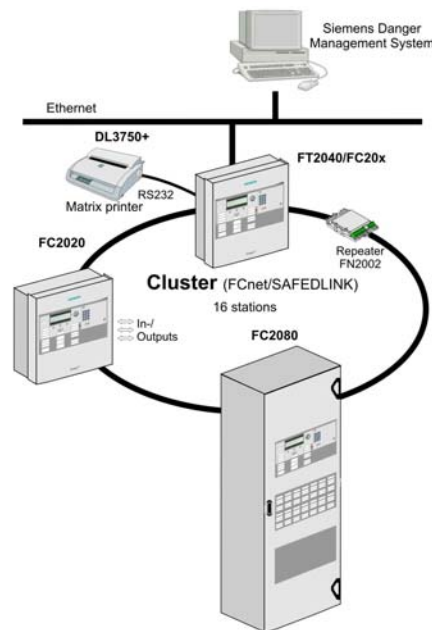 Siemens Danger
Management System
Ethernet
DL3750+
FT2040/FC20x
RS232
Matrix printer
Repeater
FN2002
FC2020
Cluster (FCnet/SAFEDLINK)
16 stations
In-/
Outputs
FC2080